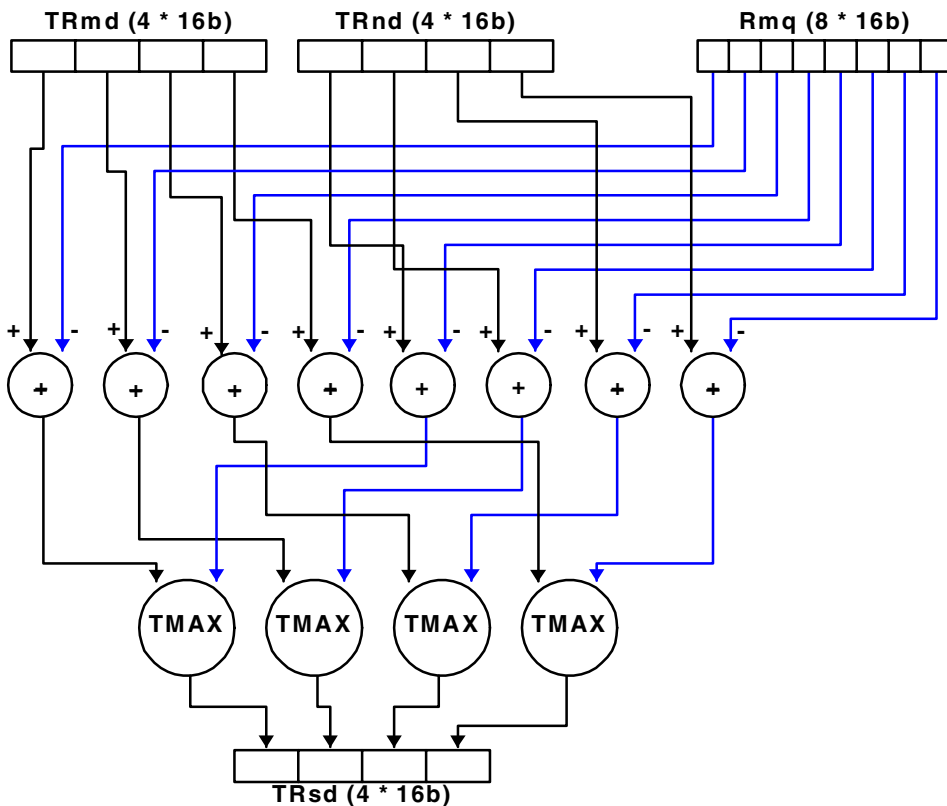 TRmd (4 * 16b) TRnd (4 * 16b) Rmq (8 * 16b)
+ - + - + - + - + - + - + - + -
+ + + + + + + +
TMAX TMAX TMAX TMAX
TRsd (4 * 16b)